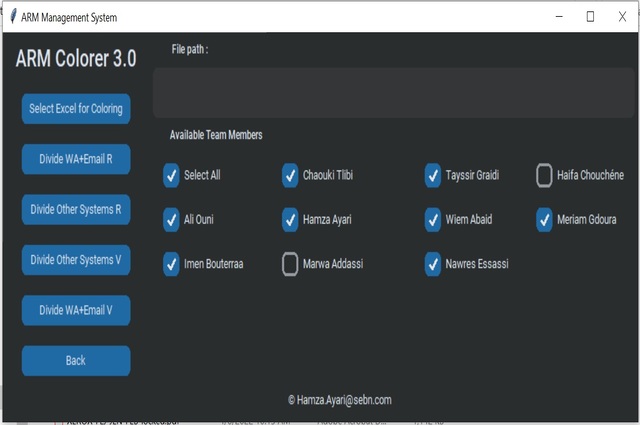 ARM Management System
ARM Colorer 3.0
File path :
Select Excel for Coloring
Divide WA+Email R
Divide Other Systems R
Divide Other Systems V
Divide WA+Email V
Back
Available Team Members
Select All
Chaouki Tlibi
Tayssir Graidi
Haifa Chouchéne
Ali Ouni
Hamza Ayari
Wiem Abaid
Meriam Gdoura
Imen Bouterraa
Marwa Addassi
Nawres Essassi
© Hamza.Ayari@sebn.com